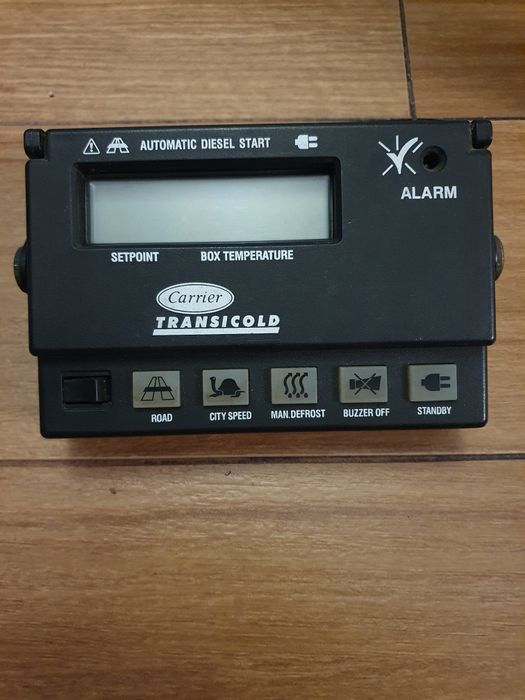 AUTOMATIC DIESEL START
ALARM
SETPOINT BOX TEMPERATURE
Carrier
TRANSICOLD
ROAD CITY SPEED MAN.DEFROST BUZZER OFF STANDBY